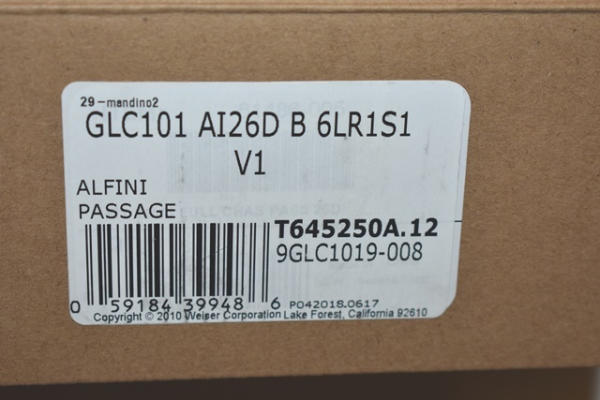 29-mandino2
GLC101 AI26D B 6LR1S1
V1
ALFINI
PASSAGE
T645250A.12
9GLC1019-008
0 59184 39948 6
PO42018.0617
Copyright © 2010 Weiser Corporation Lake Forest, California 92610